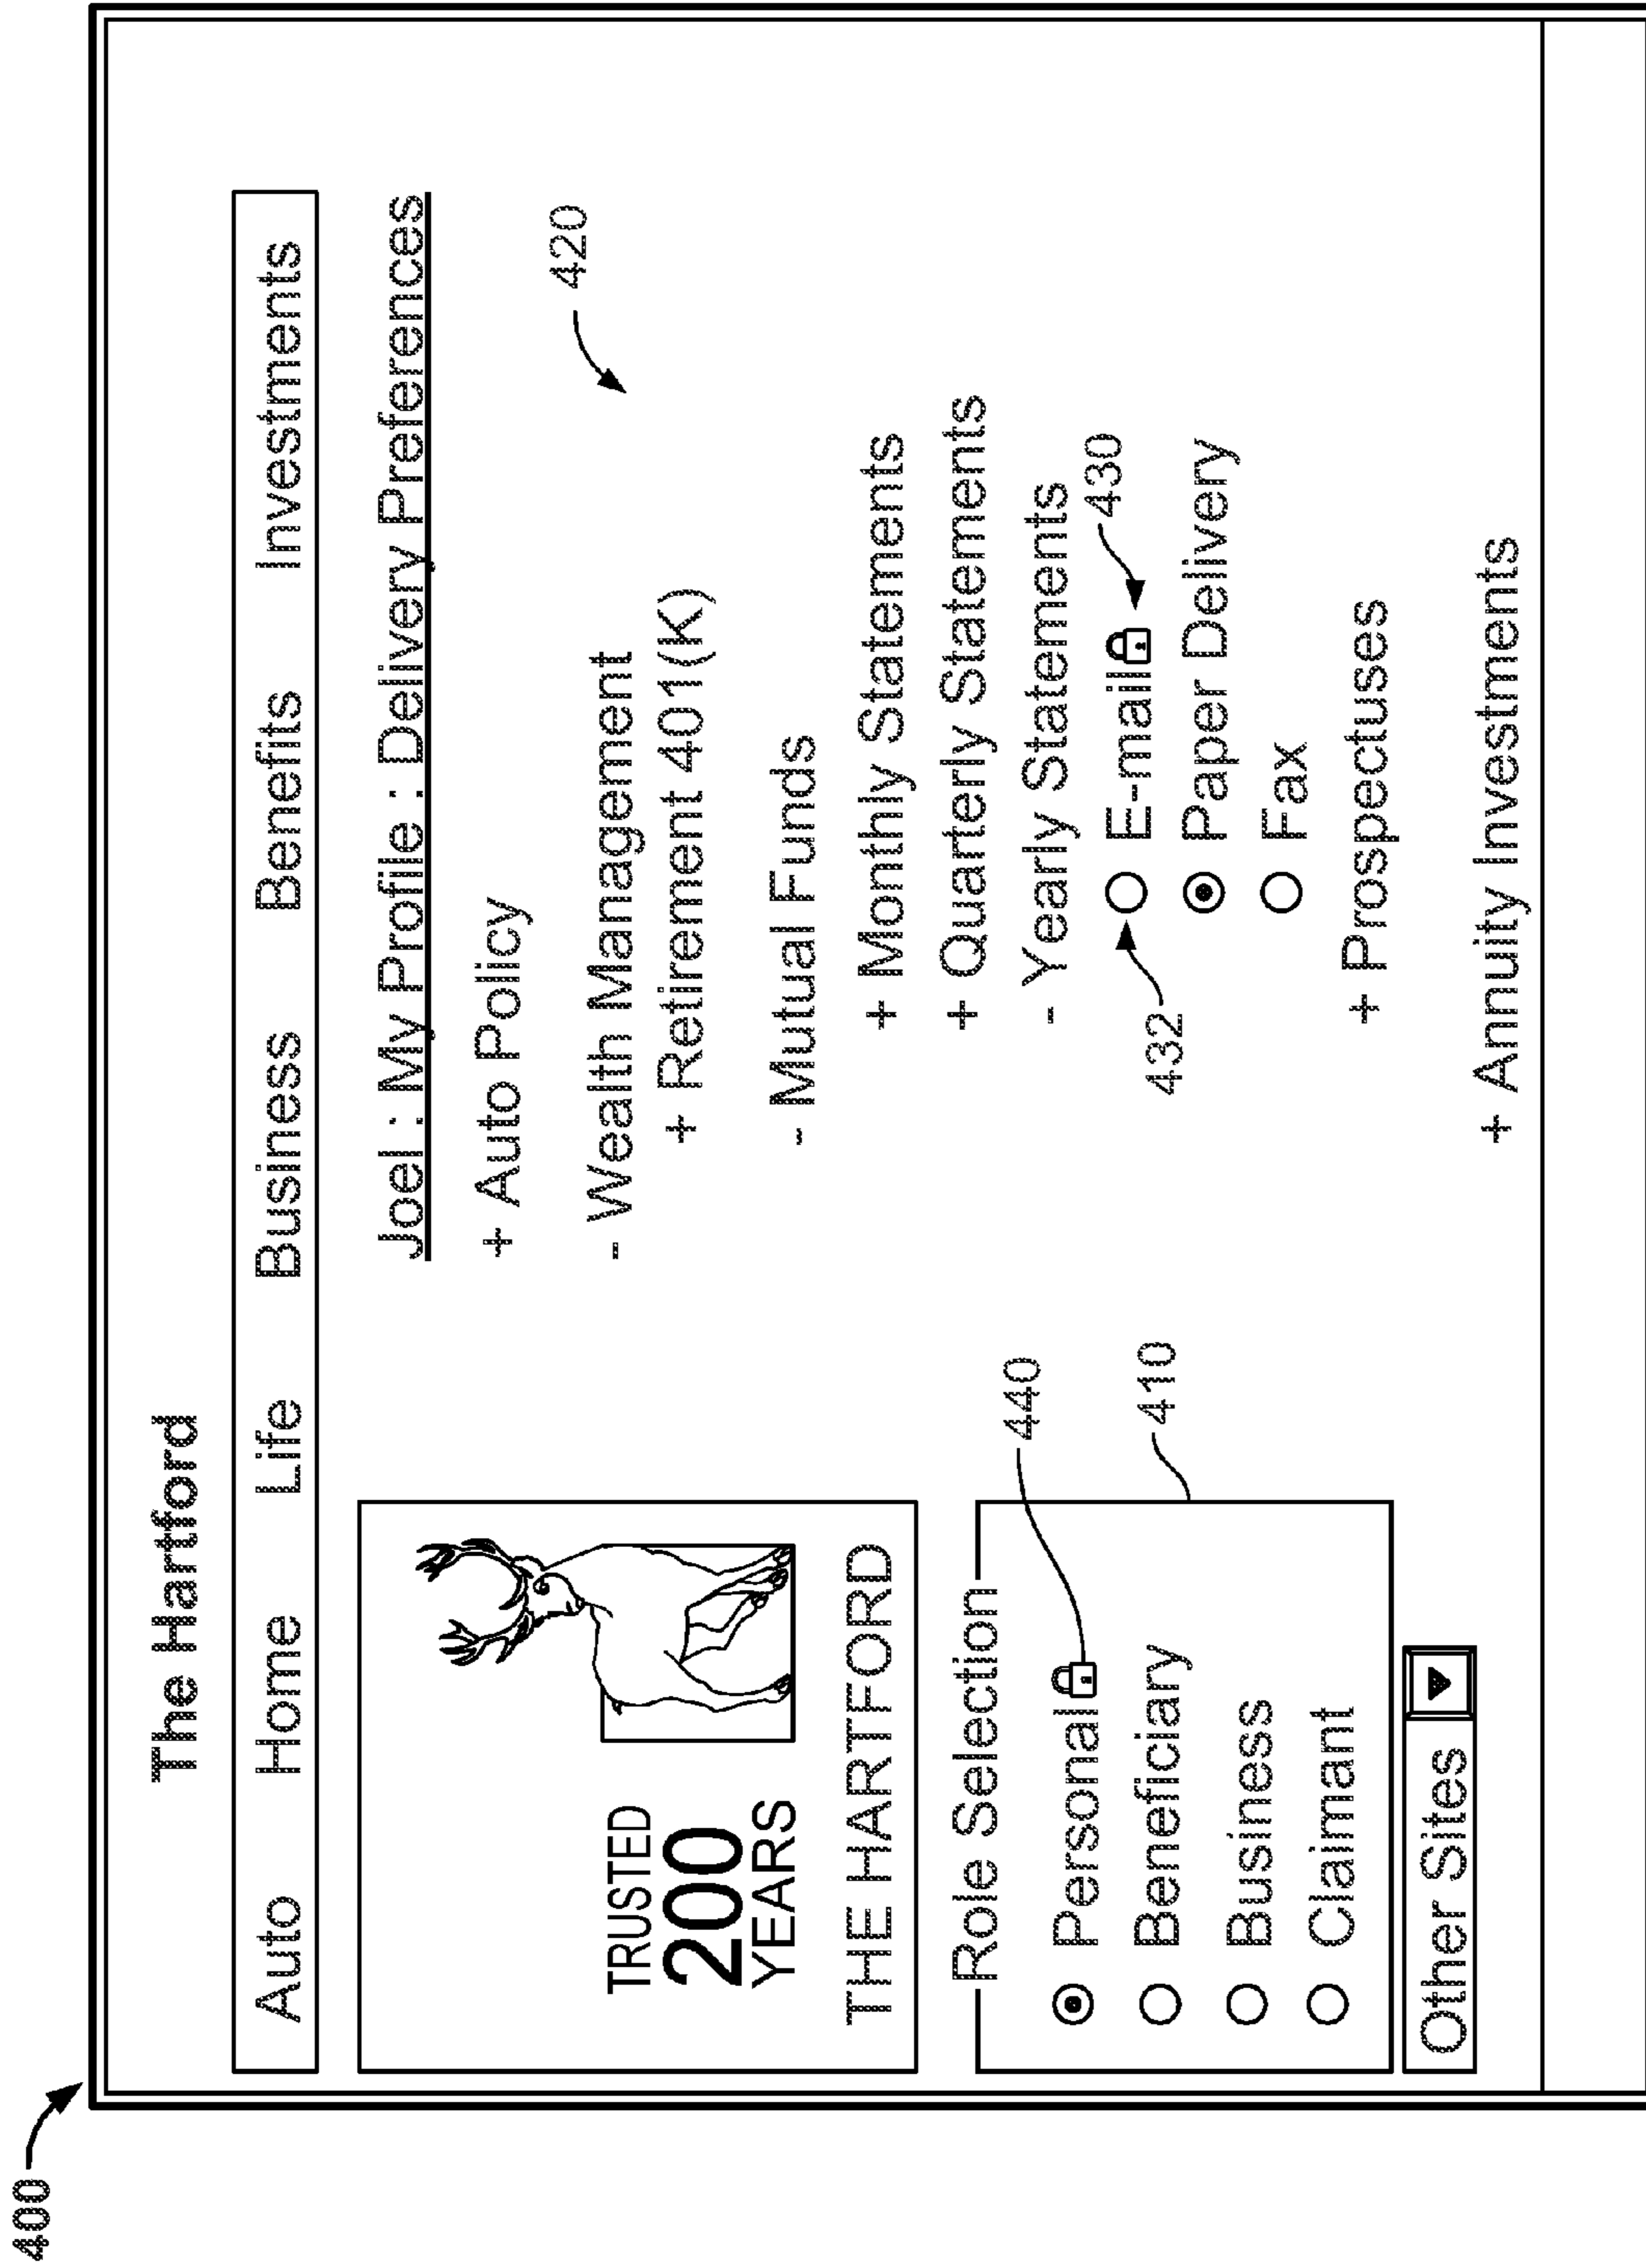 400
The Hartford
Auto Home Life Business Benefits Investments
TRUSTED
200
YEARS
THE HARTFORD
Role Selection
Personal
440
Beneficiary
410
Business
Claimant
Other Sites
Joel : My Profile : Delivery Preferences
+ Auto Policy
420
- Wealth Management
+ Retirement 401(K)
- Mutual Funds
+ Monthly Statements
+ Quarterly Statements
- Yearly Statements
432
E-mail
430
Paper Delivery
Fax
+ Prospectuses
+ Annuity Investments